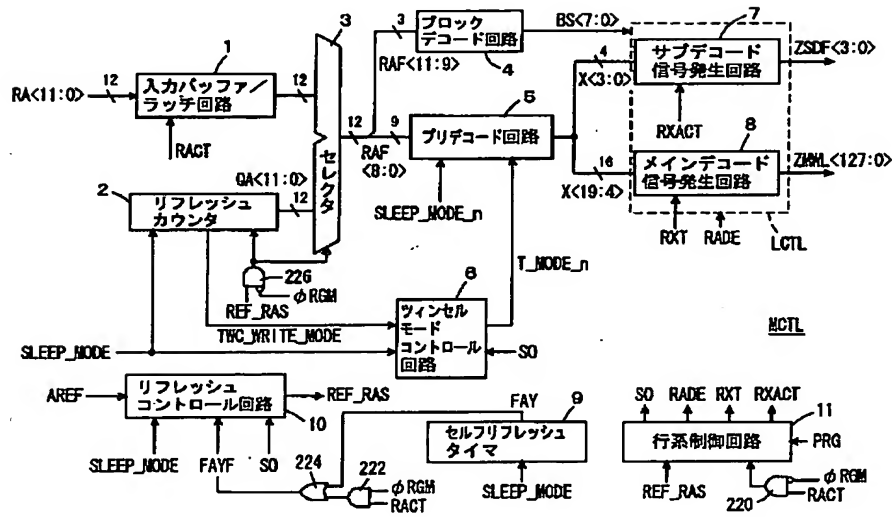 1
RA<11:0>
12
入力バッファ/
ラッチ回路
12
RACT
3
セレクタ
QA<11:0>
2
リフレッシュ
カウンタ
12
226
REF_RAS
φRGM
TWC_WRITE_MODE
SLEEP_MODE
12
RAF
<8:0>
9
3
RAF<11:9>
ブロック
デコード回路
4
BS<7:0>
5
プリデコード回路
SLEEP_MODE_n
T_MODE_n
6
ツィンセル
モード
コントロール
回路
SO
4
X<3:0>
16
X<19:4>
7
サブデコード
信号発生回路
ZSDF<3:0>
RXACT
8
メインデコード
信号発生回路
ZMWL<127:0>
RXT
RADE
LCTL
MCTL
AREF
リフレッシュ
コントロール回路
10
REF_RAS
SLEEP_MODE
FAYF
SO
224
222
φRGM
RACT
FAY
9
セルフリフレッシュ
タイマ
SLEEP_MODE
SO
RADE
RXT
RXACT
11
行系制御回路
PRG
REF_RAS
220
φRGM
RACT